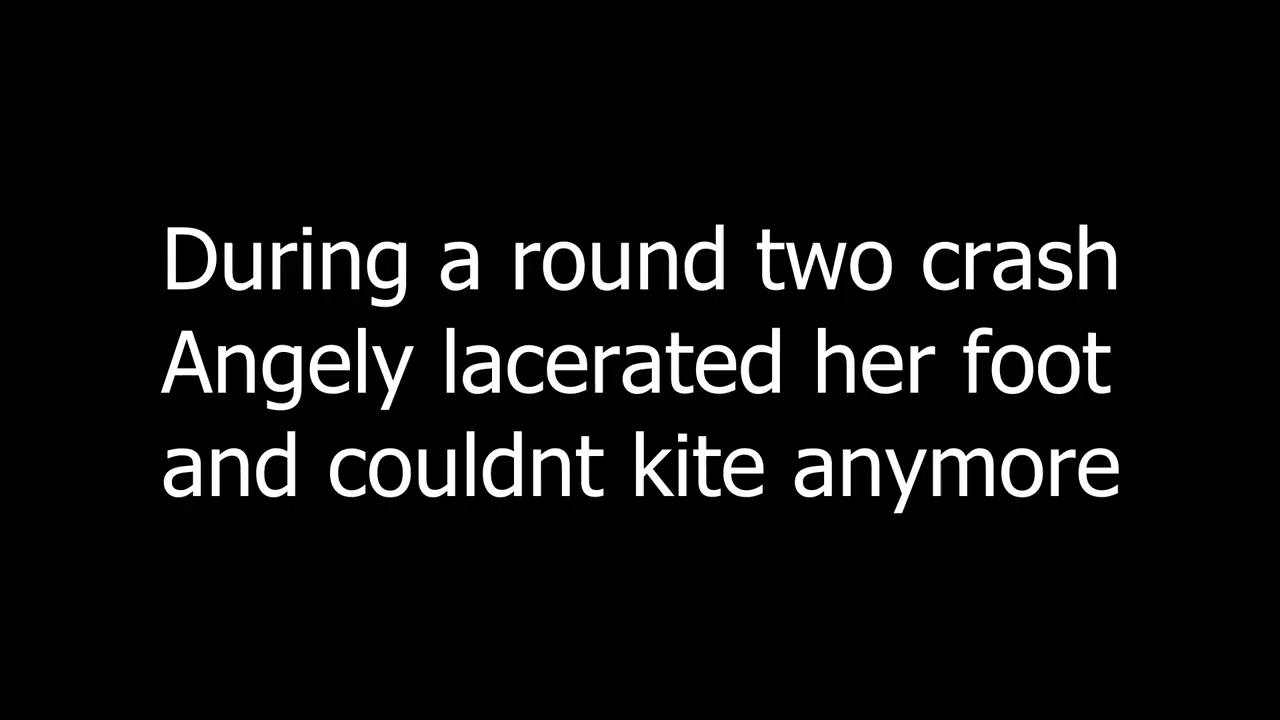 During a round two crash
Angely lacerated her foot
and couldnt kite anymore